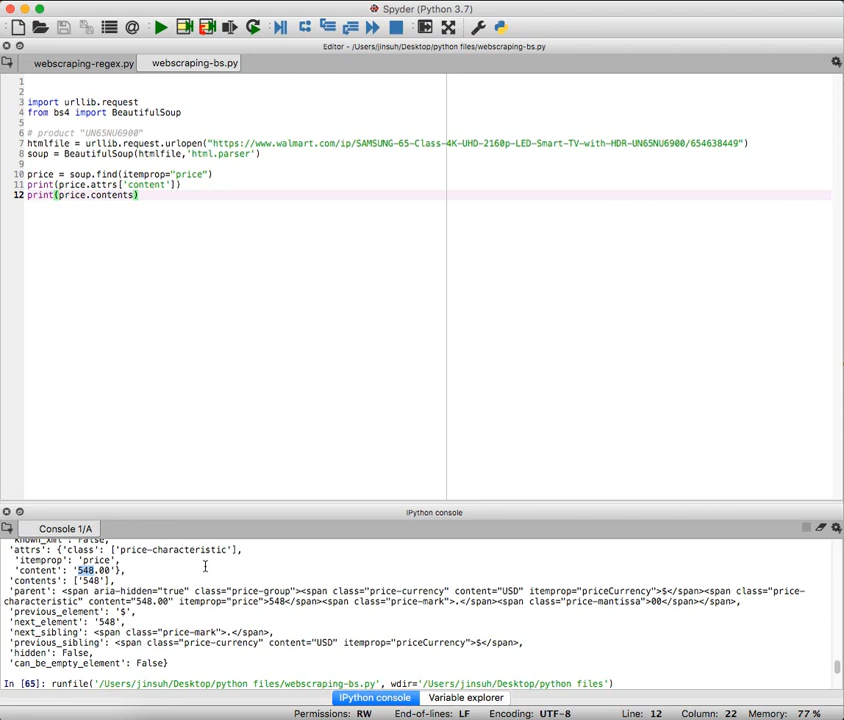 Spyder (Python 3.7)
Editor - /Users/jinsuh/Desktop/python files/webscraping-bs.py
webscraping-regex.py
webscraping-bs.py
1
2
3 import urllib.request
4 from bs4 import BeautifulSoup
5
6 # product "UN65NU6900"
7 htmlfile = urllib.request.urlopen("https://www.walmart.com/ip/SAMSUNG-65-Class-4K-UHD-2160p-LED-Smart-TV-with-HDR-UN65NU6900/654638449")
8 soup = BeautifulSoup(htmlfile,'html.parser')
9
10 price = soup.find(itemprop="price")
11 print(price.attrs['content'])
12 print(price.contents)
IPython console
Console 1/A
'known_xml': False,
'attrs': {'class': ['price-characteristic'],
'itemprop': 'price',
'content': '548.00'},
'contents': ['548'],
'parent': <span aria-hidden="true" class="price-group"><span class="price-currency" content="USD" itemprop="priceCurrency">$</span><span class="price-
characteristic" content="548.00" itemprop="price">548</span><span class="price-mark">.</span><span class="price-mantissa">00</span></span>,
'previous_element': '$',
'next_element': '548',
'next_sibling': <span class="price-mark">.</span>,
'previous_sibling': <span class="price-currency" content="USD" itemprop="priceCurrency">$</span>,
'hidden': False,
'can_be_empty_element': False}
In [65]: runfile('/Users/jinsuh/Desktop/python files/webscraping-bs.py', wdir='/Users/jinsuh/Desktop/python files')
IPython console
Variable explorer
Permissions: RW End-of-lines: LF Encoding: UTF-8 Line: 12 Column: 22 Memory: 77 %